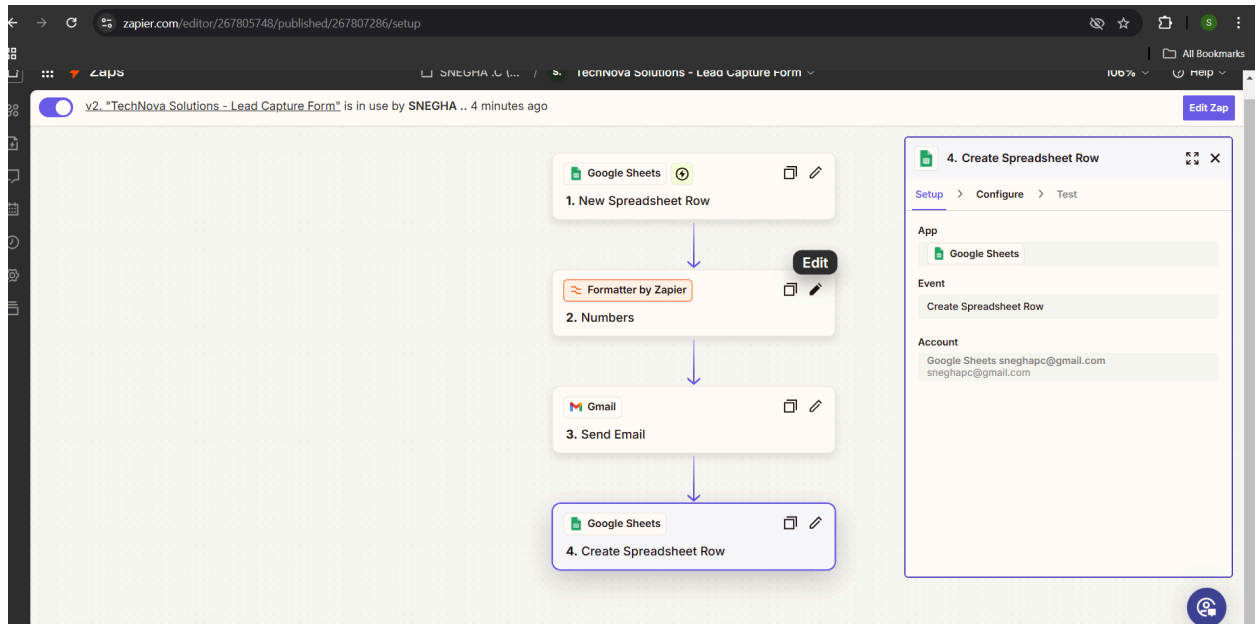 zapier.com/editor/267805748/published/267807286/setup
S
All Bookmarks
Zaps
SNEGHA .C (... / S. TechNova Solutions - Lead Capture Form
106%
Help
v2. "TechNova Solutions - Lead Capture Form" is in use by SNEGHA .. 4 minutes ago
Edit Zap
Google Sheets
1. New Spreadsheet Row
Edit
Formatter by Zapier
2. Numbers
Gmail
3. Send Email
Google Sheets
4. Create Spreadsheet Row
4. Create Spreadsheet Row
Setup > Configure > Test
App
Google Sheets
Event
Create Spreadsheet Row
Account
Google Sheets sneghapc@gmail.com
sneghapc@gmail.com